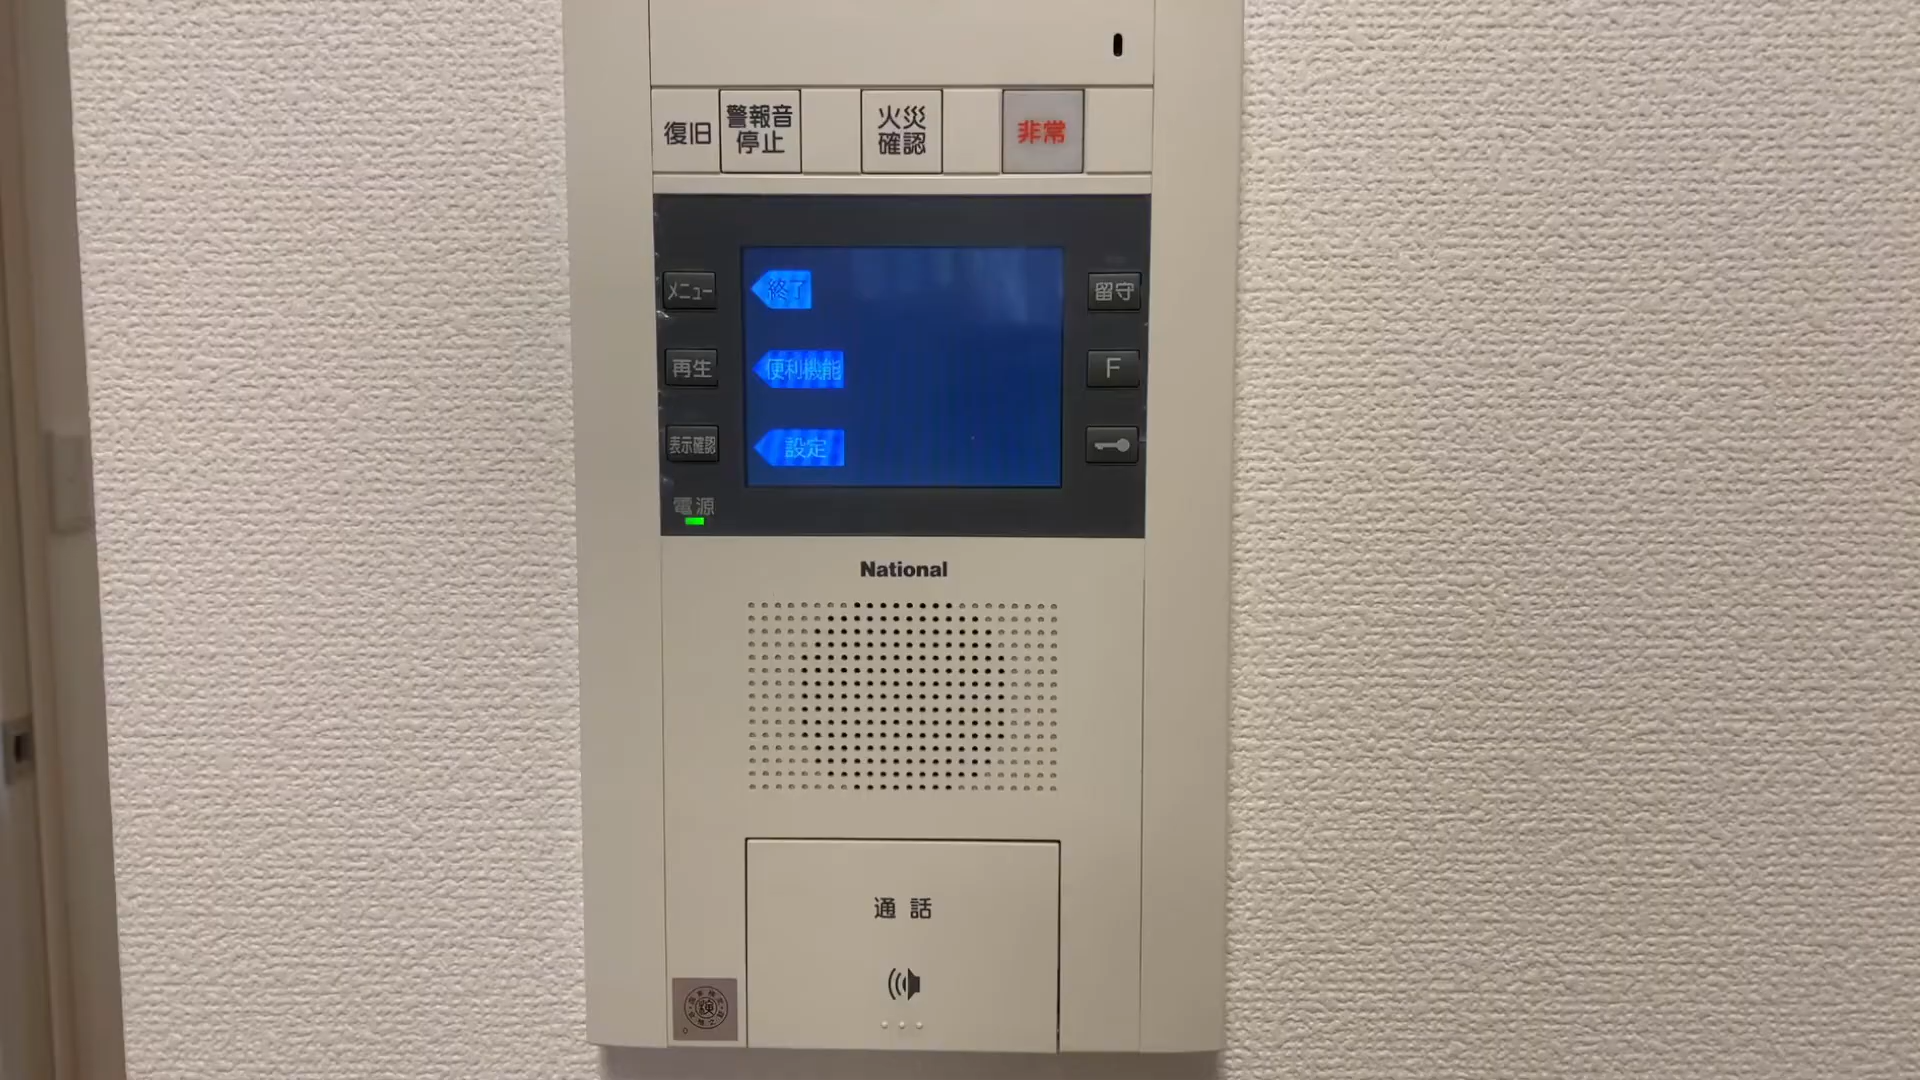 復旧
警報音
停止
火災
確認
非常
メニュー
終了
留守
再生
便利機能
F
表示確認
設定
電源
National
通話